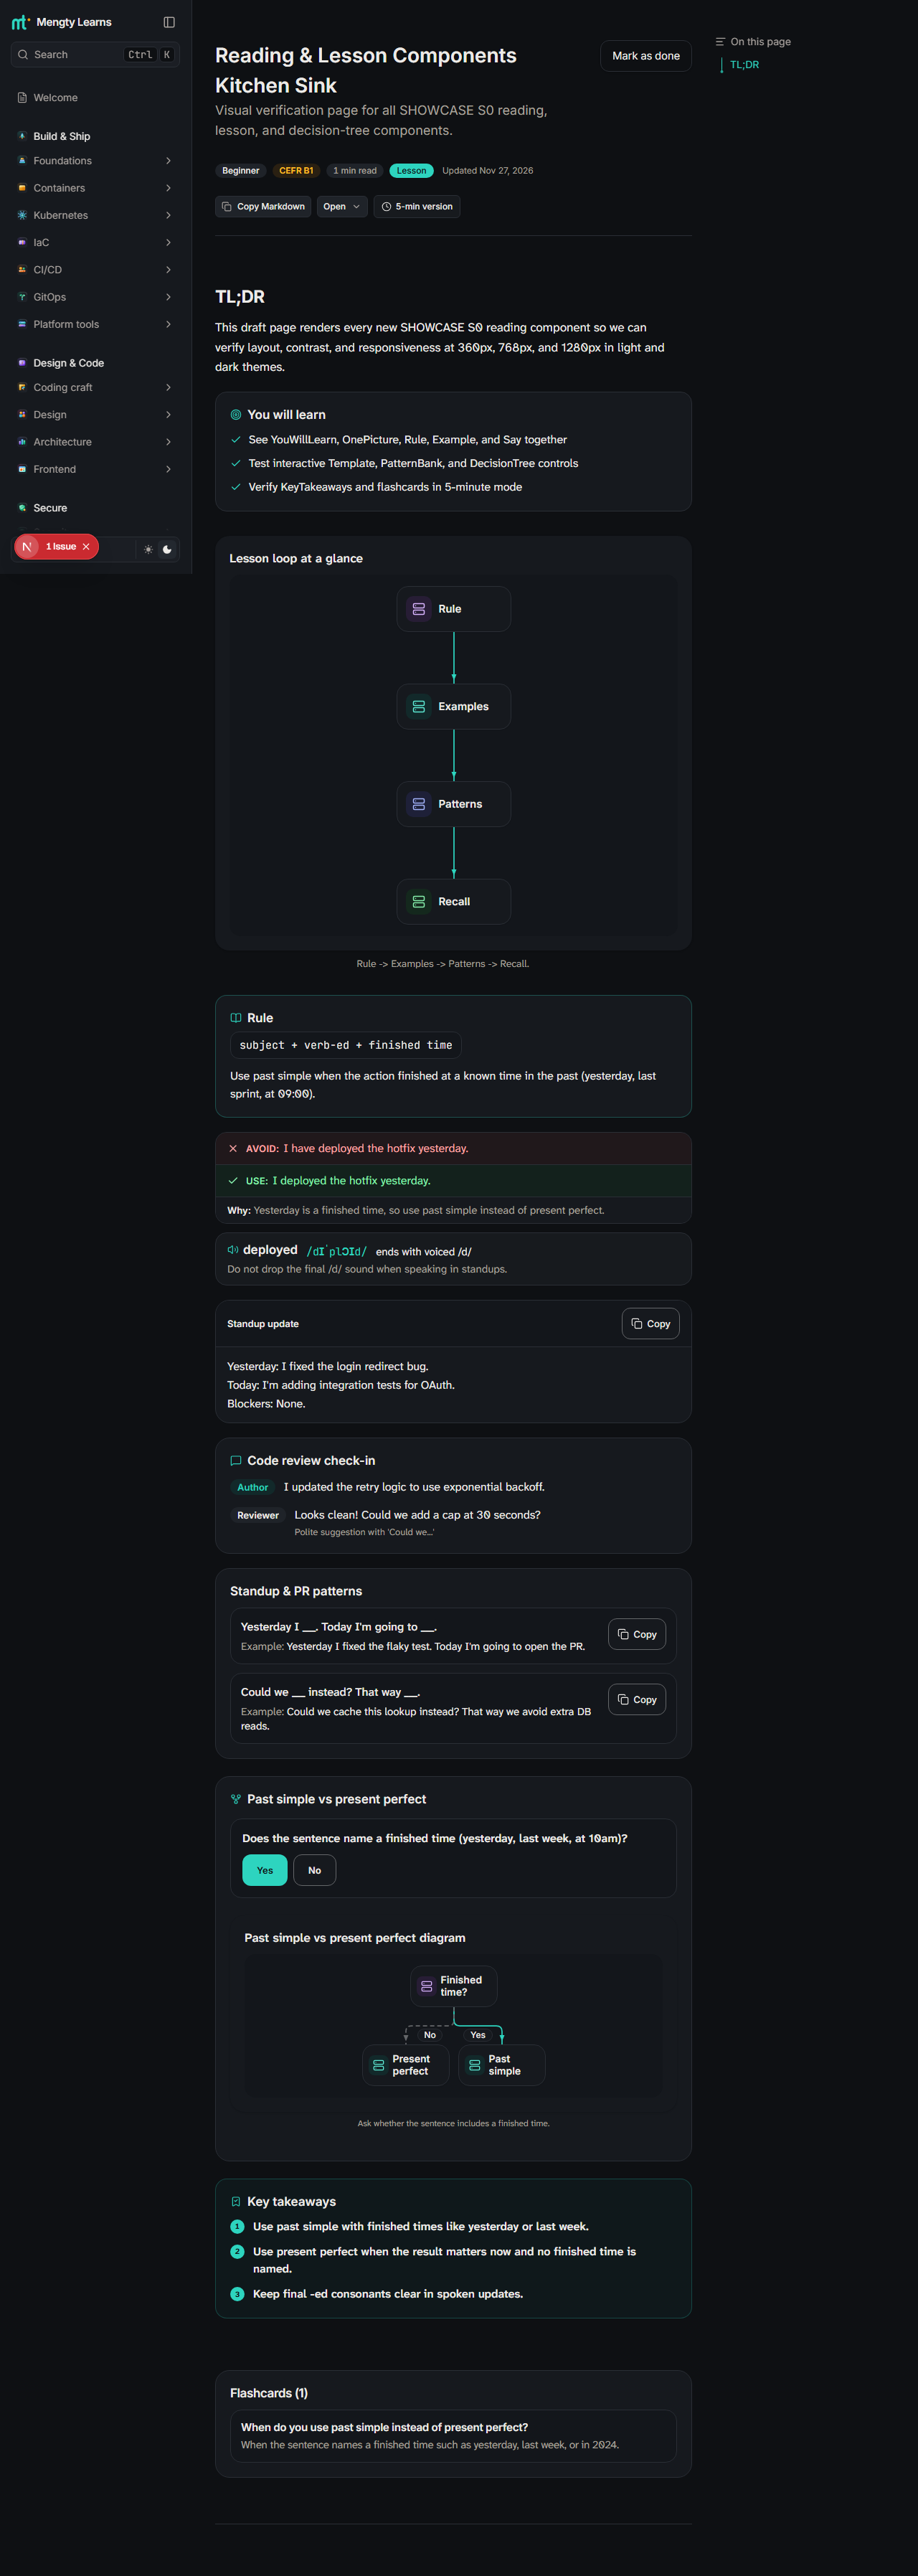 Mengty Learns
Search
Ctrl K
Welcome
Build & Ship
Foundations
Containers
Kubernetes
IaC
CI/CD
GitOps
Platform tools
Design & Code
Coding craft
Design
Architecture
Frontend
Secure
N
1 Issue
Reading & Lesson Components
Kitchen Sink
Mark as done
Visual verification page for all SHOWCASE S0 reading,
lesson, and decision-tree components.
Beginner
CEFR B1
1 min read
Lesson
Updated Nov 27, 2026
Copy Markdown
Open
5-min version
On this page
TL;DR
TL;DR
This draft page renders every new SHOWCASE S0 reading component so we can
verify layout, contrast, and responsiveness at 360px, 768px, and 1280px in light and
dark themes.
You will learn
See YouWillLearn, OnePicture, Rule, Example, and Say together
Test interactive Template, PatternBank, and DecisionTree controls
Verify KeyTakeaways and flashcards in 5-minute mode
Lesson loop at a glance
Rule
Examples
Patterns
Recall
Rule -> Examples -> Patterns -> Recall.
Rule
subject + verb-ed + finished time
Use past simple when the action finished at a known time in the past (yesterday, last
sprint, at 09:00).
AVOID: I have deployed the hotfix yesterday.
USE: I deployed the hotfix yesterday.
Why: Yesterday is a finished time, so use past simple instead of present perfect.
deployed /dɪˈplɔɪd/ ends with voiced /d/
Do not drop the final /d/ sound when speaking in standups.
Standup update
Copy
Yesterday: I fixed the login redirect bug.
Today: I'm adding integration tests for OAuth.
Blockers: None.
Code review check-in
Author I updated the retry logic to use exponential backoff.
Reviewer Looks clean! Could we add a cap at 30 seconds?
Polite suggestion with 'Could we...'
Standup & PR patterns
Yesterday I ___. Today I'm going to ___.
Example: Yesterday I fixed the flaky test. Today I'm going to open the PR.
Copy
Could we ___ instead? That way ___.
Example: Could we cache this lookup instead? That way we avoid extra DB
reads.
Copy
Past simple vs present perfect
Does the sentence name a finished time (yesterday, last week, at 10am)?
Yes
No
Past simple vs present perfect diagram
Finished
time?
No
Yes
Present
perfect
Past
simple
Ask whether the sentence includes a finished time.
Key takeaways
1 Use past simple with finished times like yesterday or last week.
2 Use present perfect when the result matters now and no finished time is
named.
3 Keep final -ed consonants clear in spoken updates.
Flashcards (1)
When do you use past simple instead of present perfect?
When the sentence names a finished time such as yesterday, last week, or in 2024.